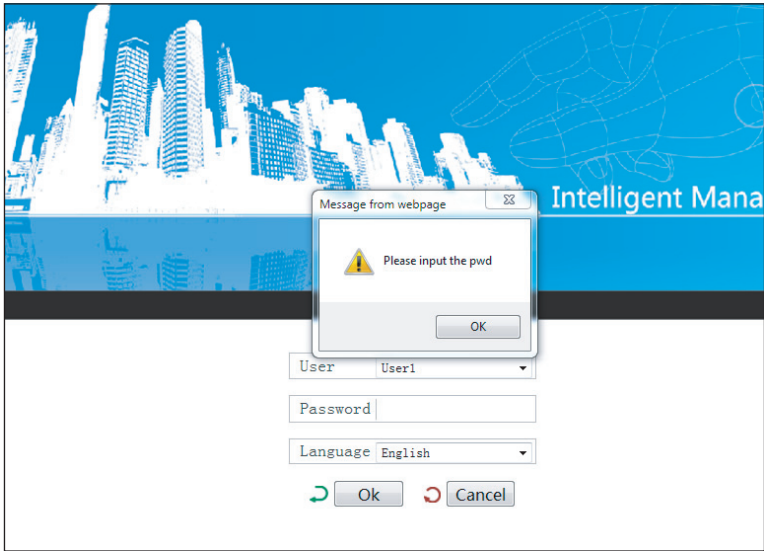 Intelligent Mana
Message from webpage
Please input the pwd
OK
User User1
Password
Language English
Ok Cancel